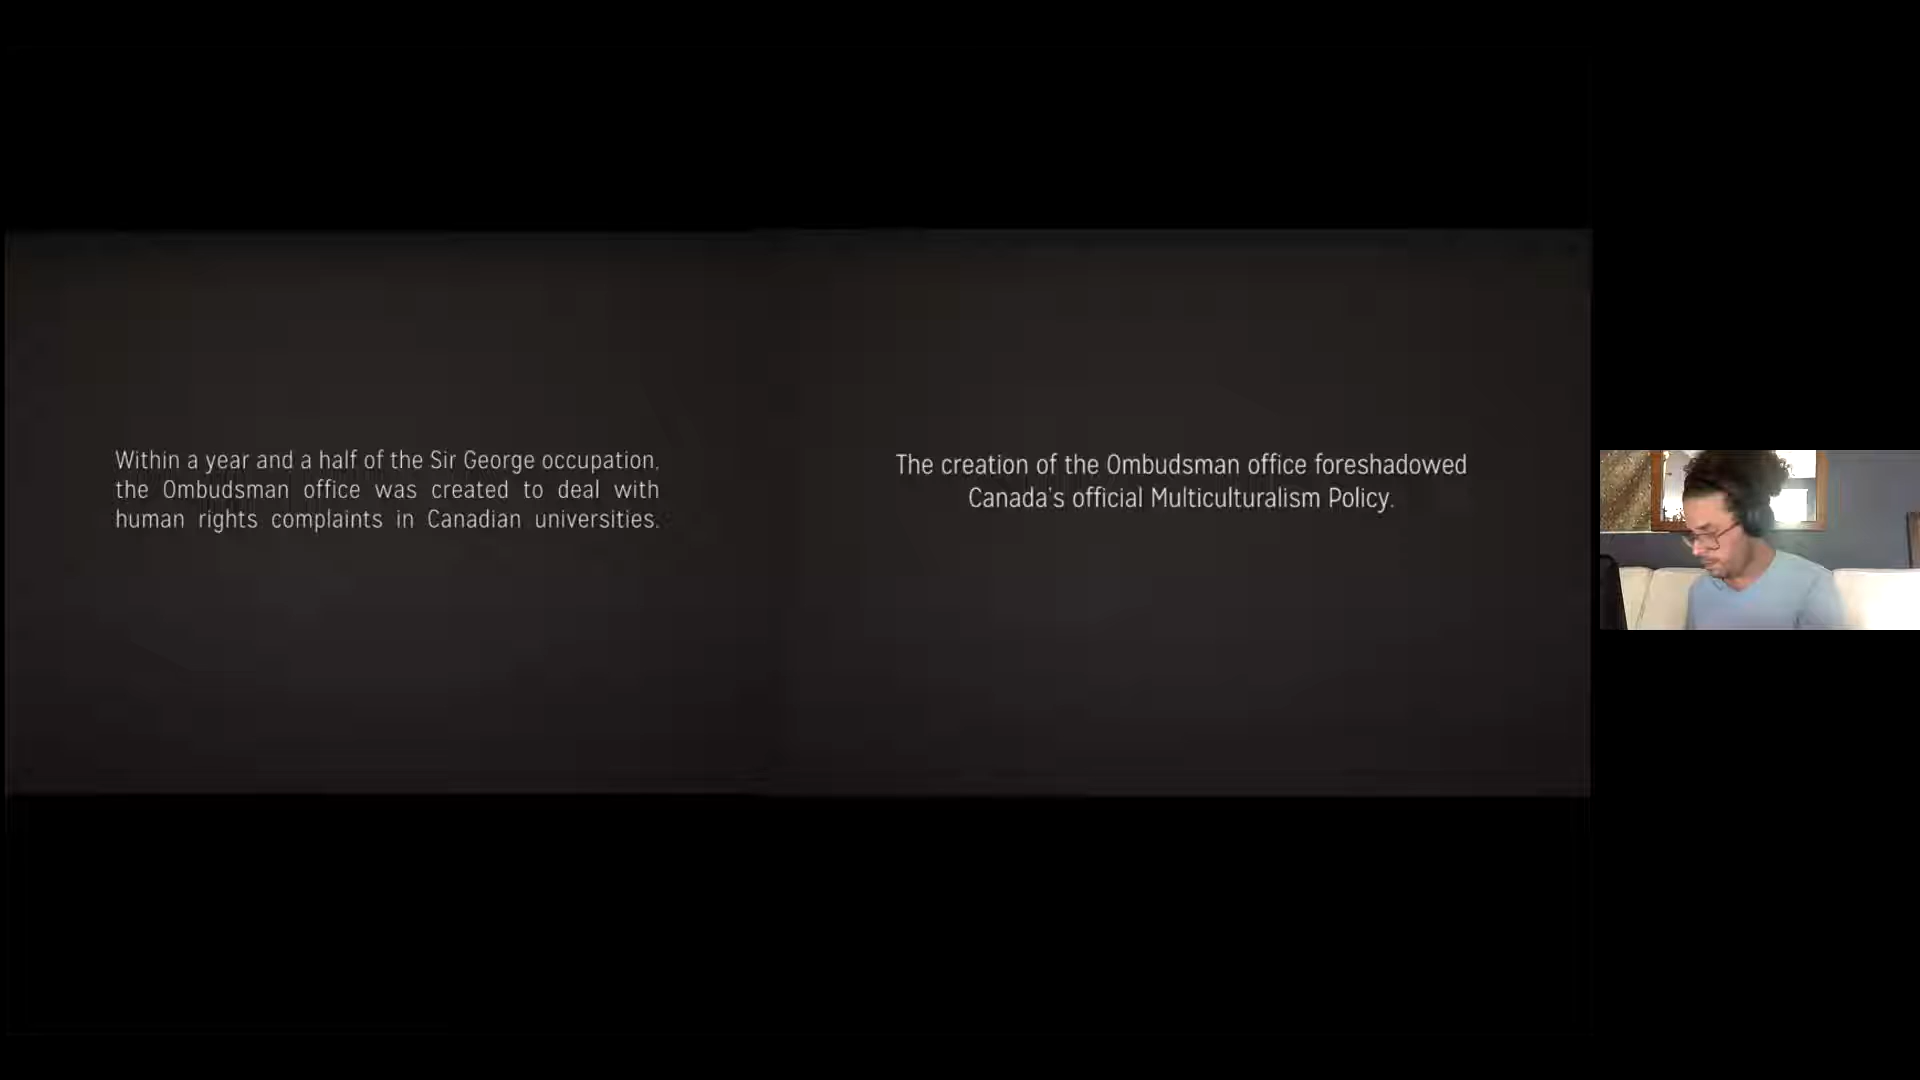 Within a year and a half of the Sir George occupation,
the Ombudsman office was created to deal with
human rights complaints in Canadian universities.
The creation of the Ombudsman office foreshadowed
Canada's official Multiculturalism Policy.